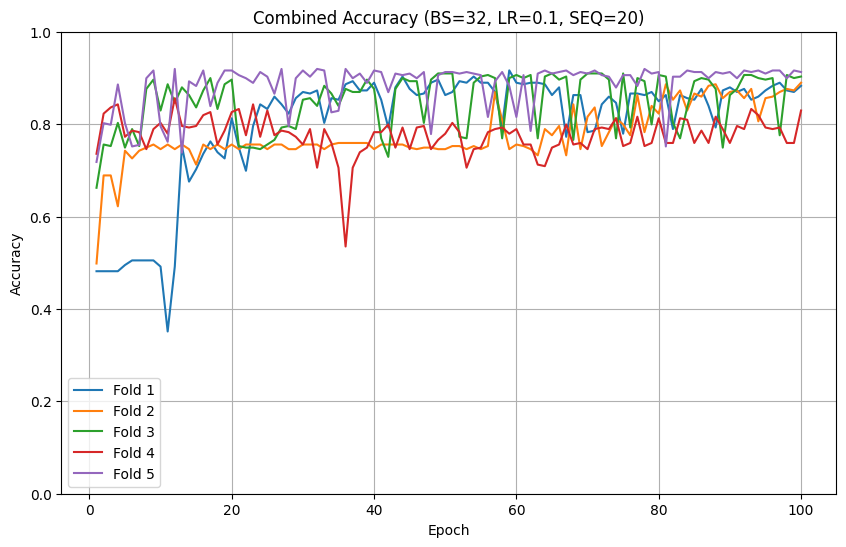 Combined Accuracy (BS=32, LR=0.1, SEQ=20)
1.0
0.8
0.6
0.4
0.2
0.0
Accuracy
Fold 1
Fold 2
Fold 3
Fold 4
Fold 5
0 20 40 60 80 100
Epoch